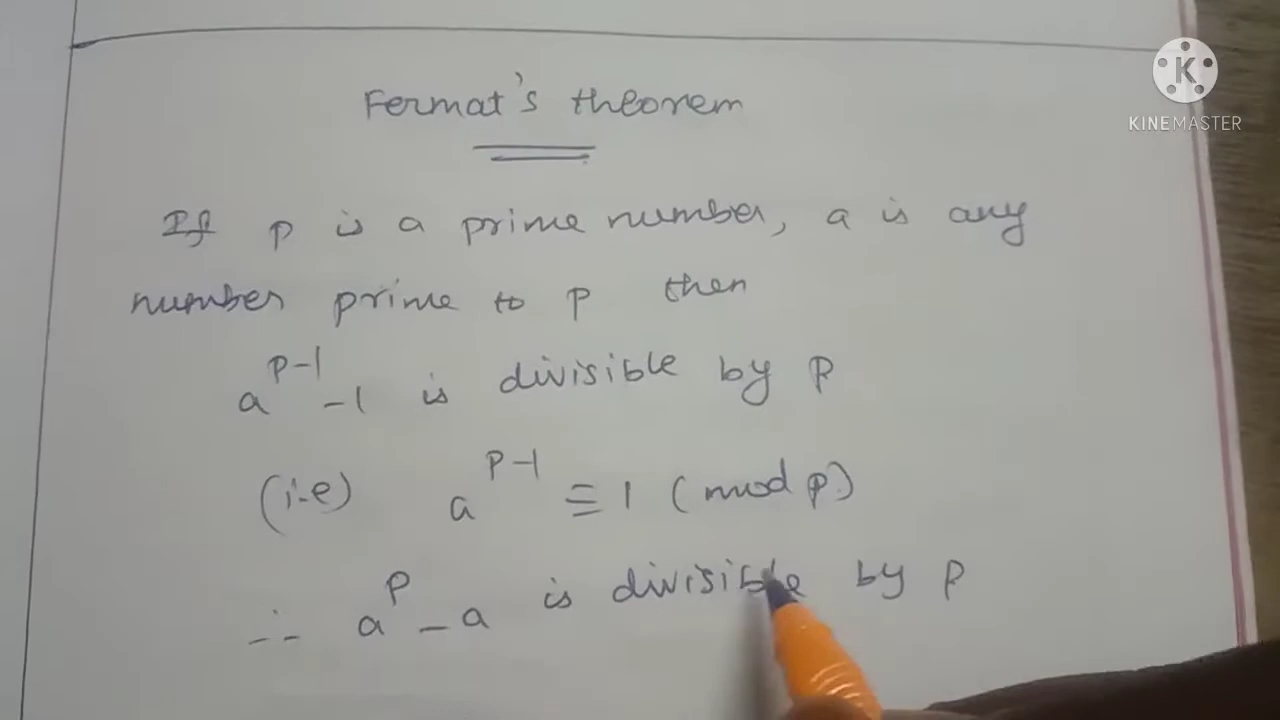 KINEMASTER
Fermat's theorem
If p is a prime number, a is any
number prime to p then
a^{p-1} - 1 is divisible by p
(i.e) a^{p-1} ≡ 1 (mod p)
∴ a^p - a is divisible by p